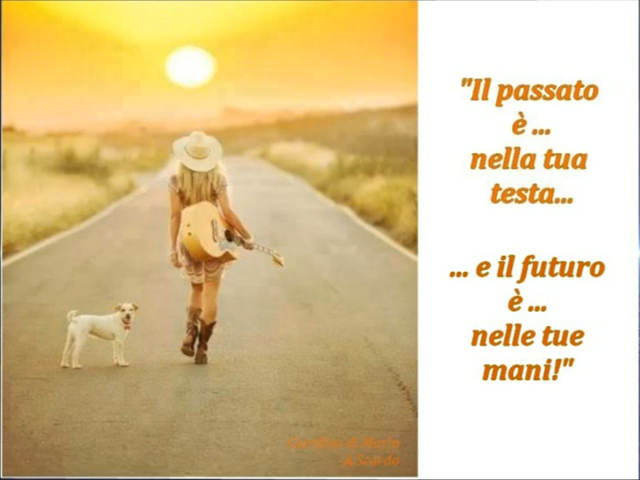 "Il passato
è ...
nella tua
testa...
... e il futuro
è ...
nelle tue
mani!"